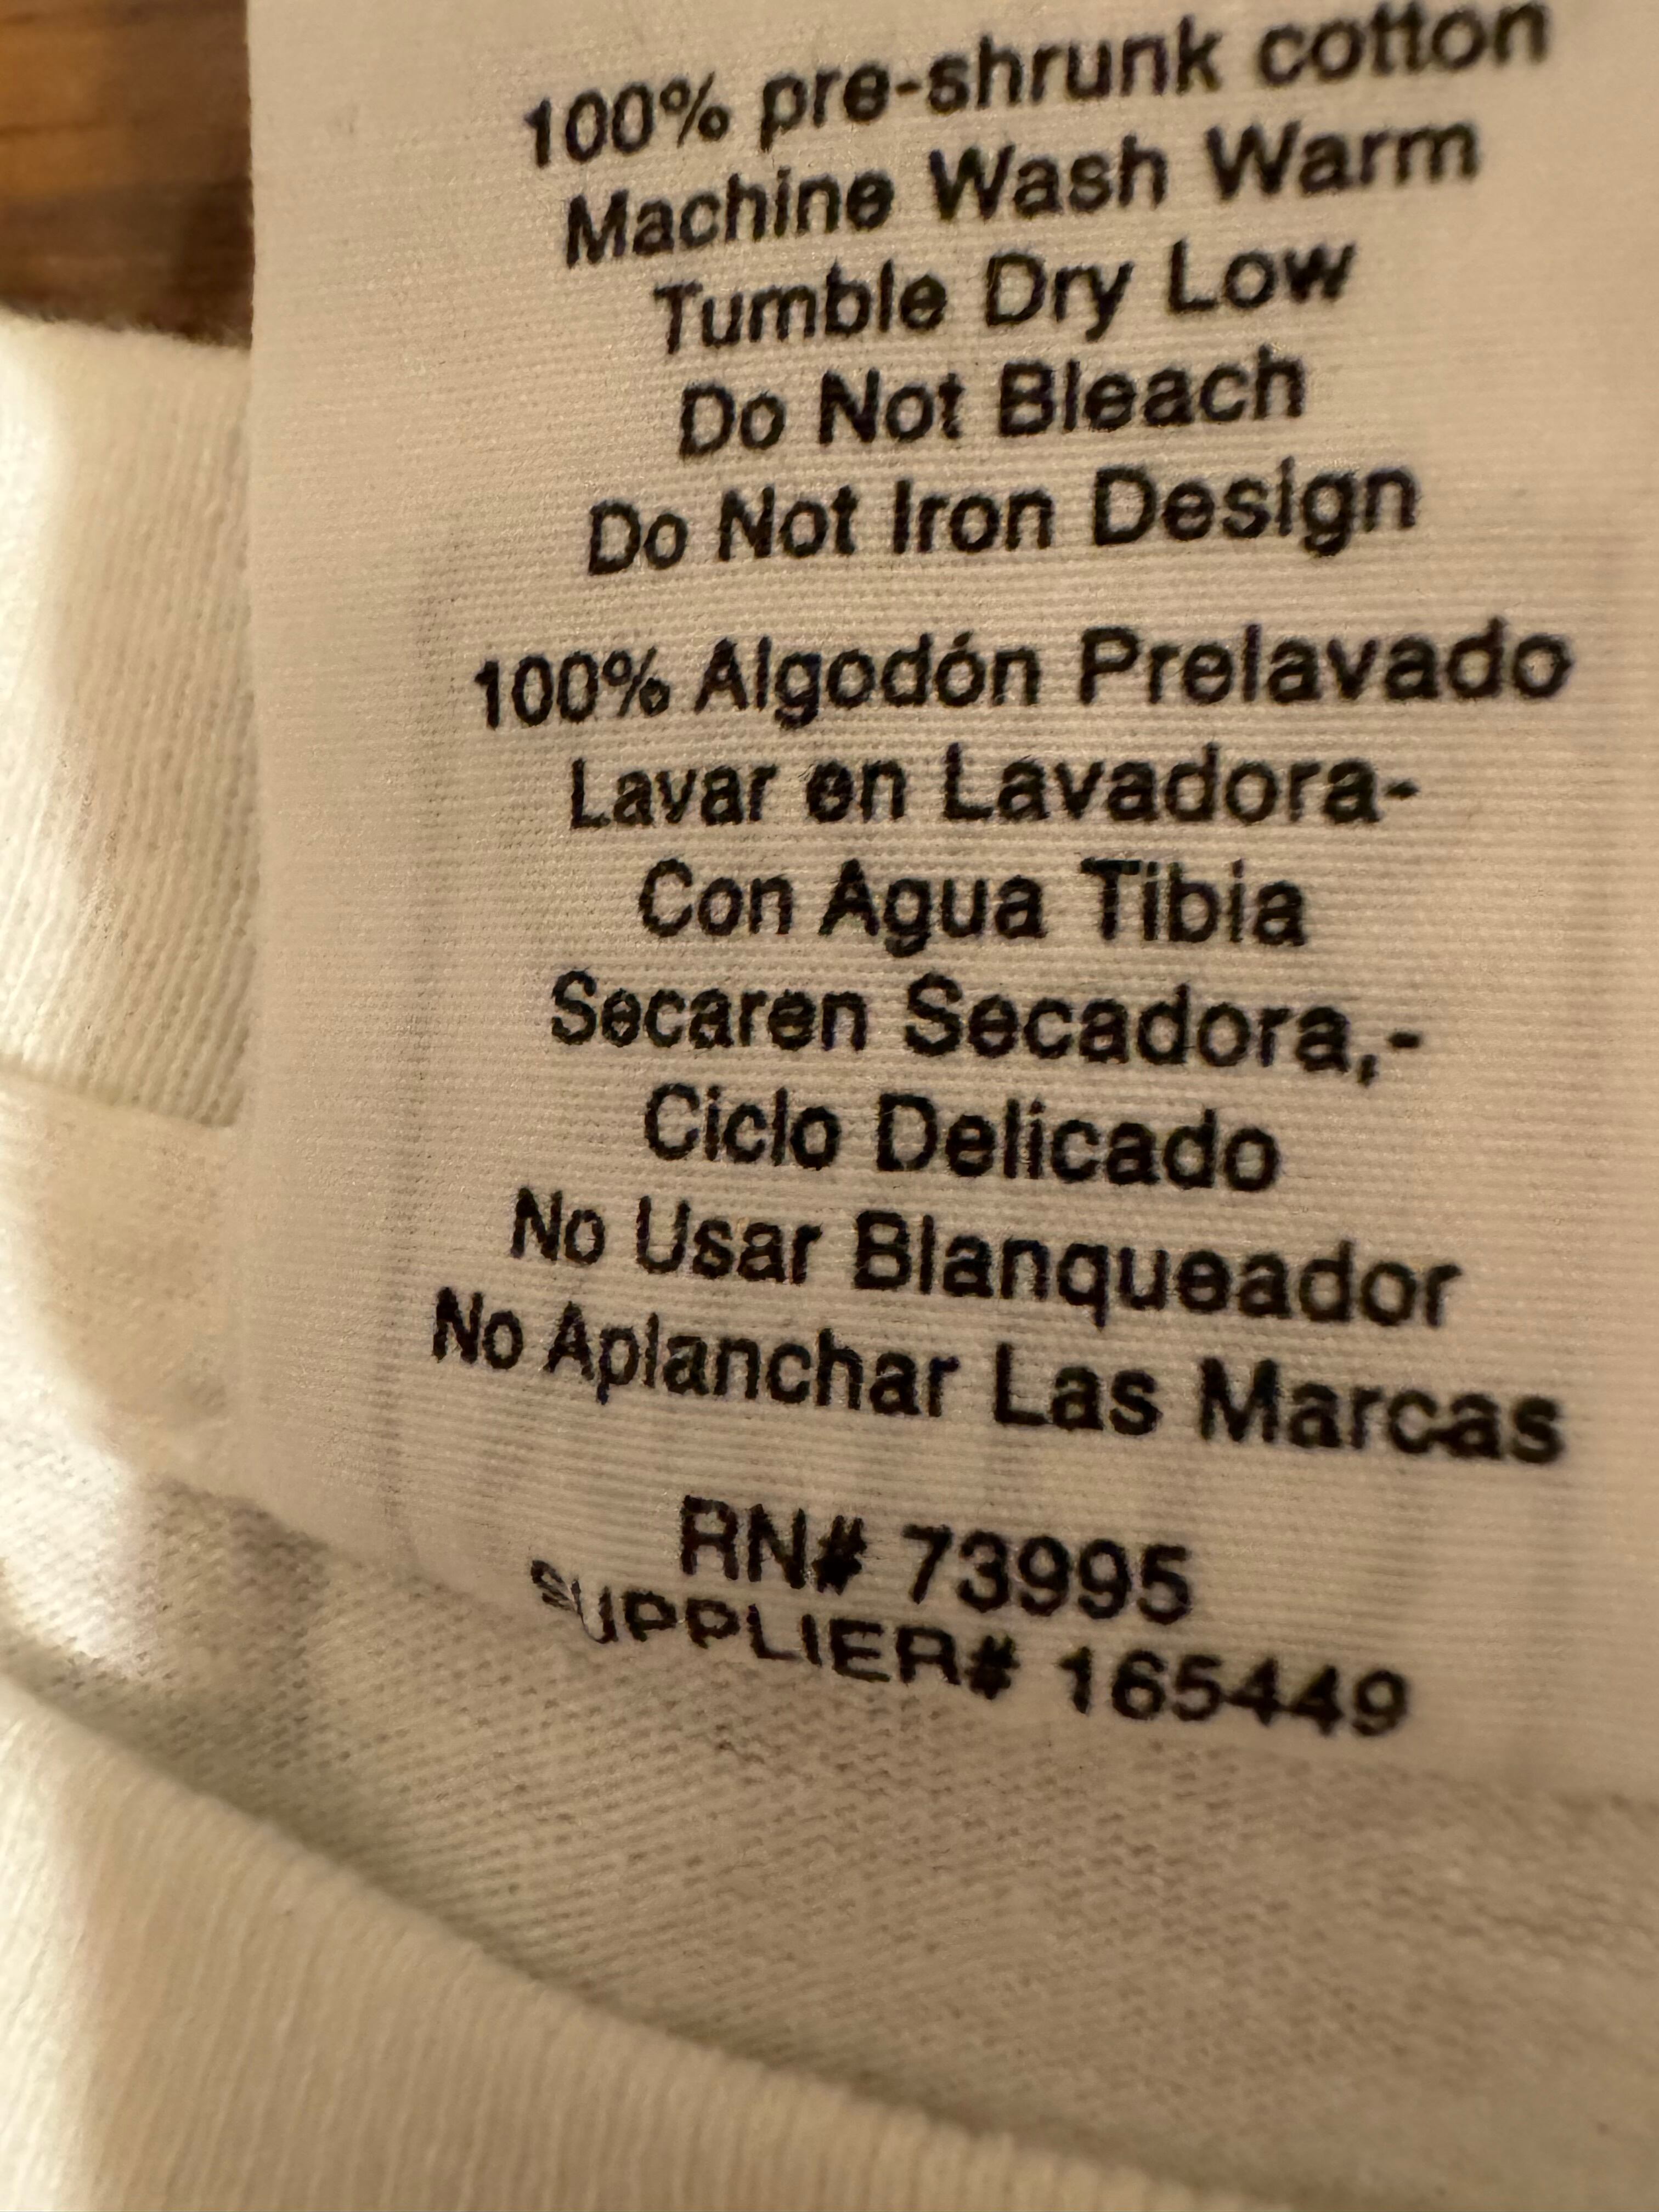 100% pre-shrunk cotton
Machine Wash Warm
Tumble Dry Low
Do Not Bleach
Do Not Iron Design
100% Algodón Prelavado
Lavar en Lavadora-
Con Agua Tibia
Secaren Secadora,-
Ciclo Delicado
No Usar Blanqueador
No Aplanchar Las Marcas
RN# 73995
SUPPLIER# 165449